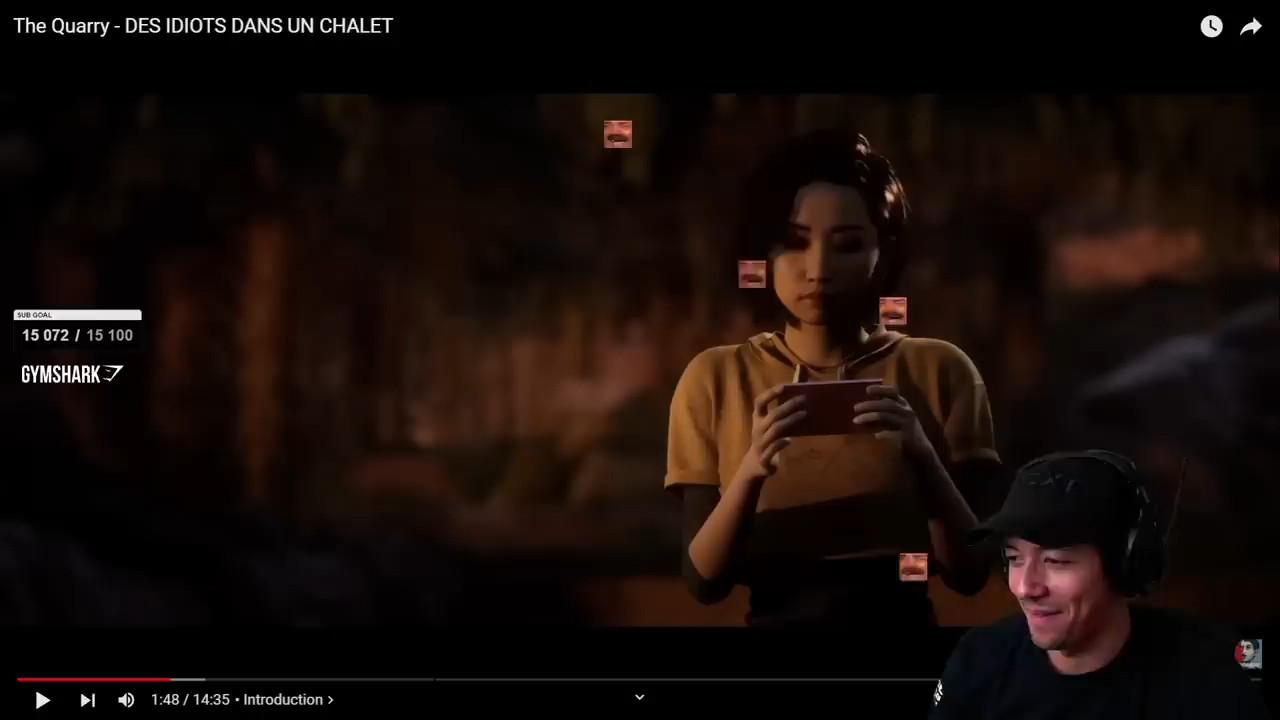 The Quarry - DES IDIOTS DANS UN CHALET
SUB GOAL
15 072 / 15 100
GYMSHARK
1:48 / 14:35 • Introduction >